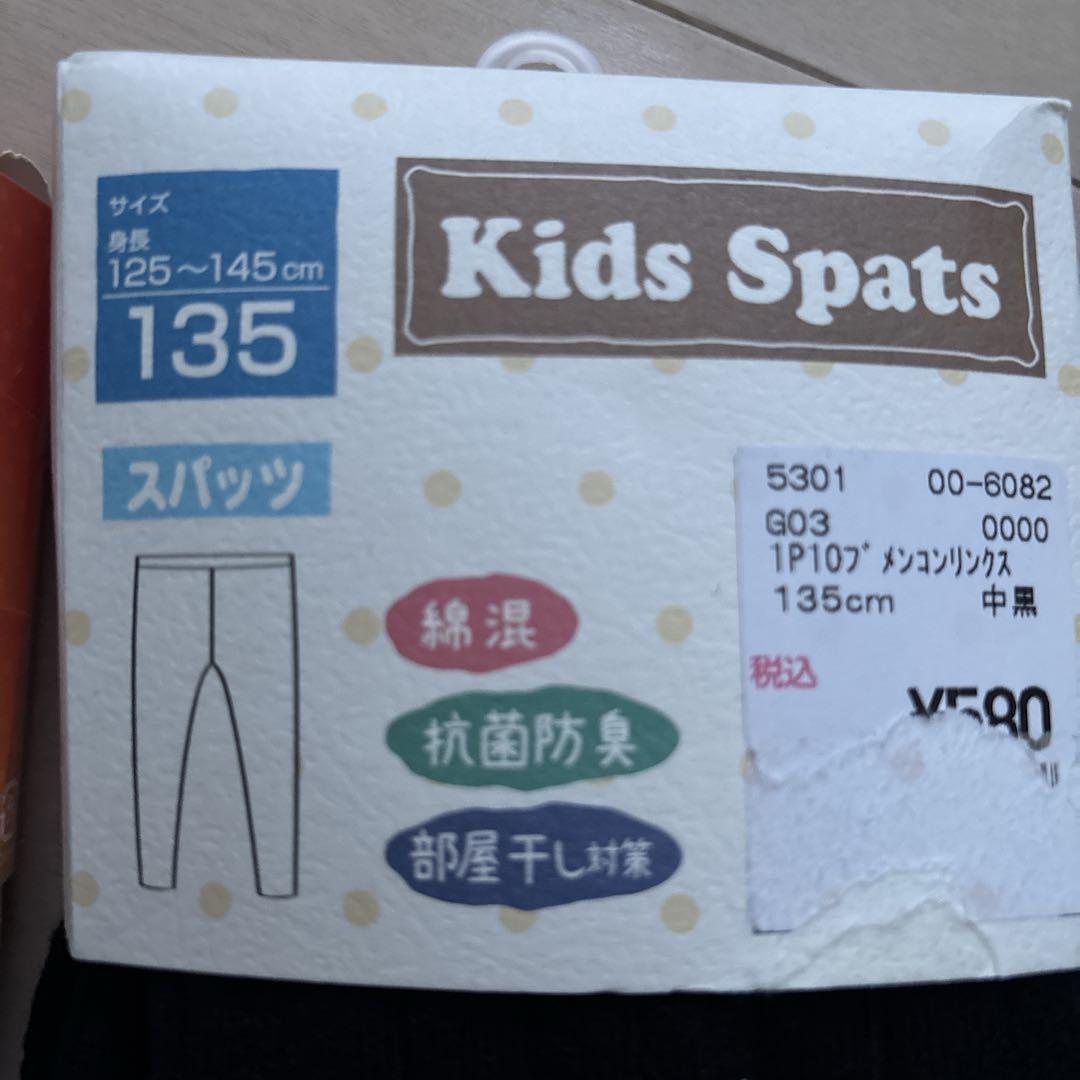 サイズ
身長
125～145cm
135
Kids Spats
スパッツ
綿混
抗菌防臭
部屋干し対策
5301 00-6082
G03 0000
1P10ブメンコンリンクス
135cm 中黒
税込
¥580